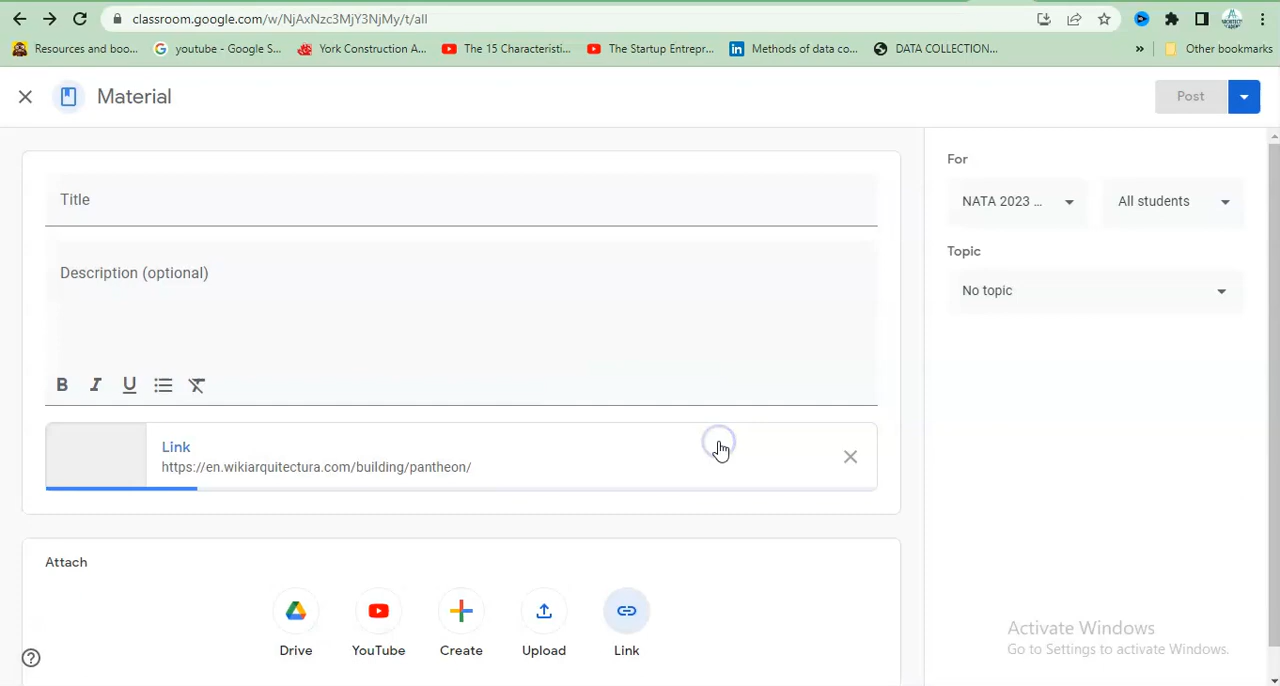 classroom.google.com/w/NjAxNzc3MjY3NjMy/t/all
Resources and boo... youtube - Google S... York Construction A... The 15 Characteristi... The Startup Entrepr... Methods of data co... DATA COLLECTION... » Other bookmarks
Material
Post
Title
Description (optional)
B I U
Link
https://en.wikiarquitectura.com/building/pantheon/
Attach
Drive YouTube Create Upload Link
For
NATA 2023 ... All students
Topic
No topic
Activate Windows
Go to Settings to activate Windows.